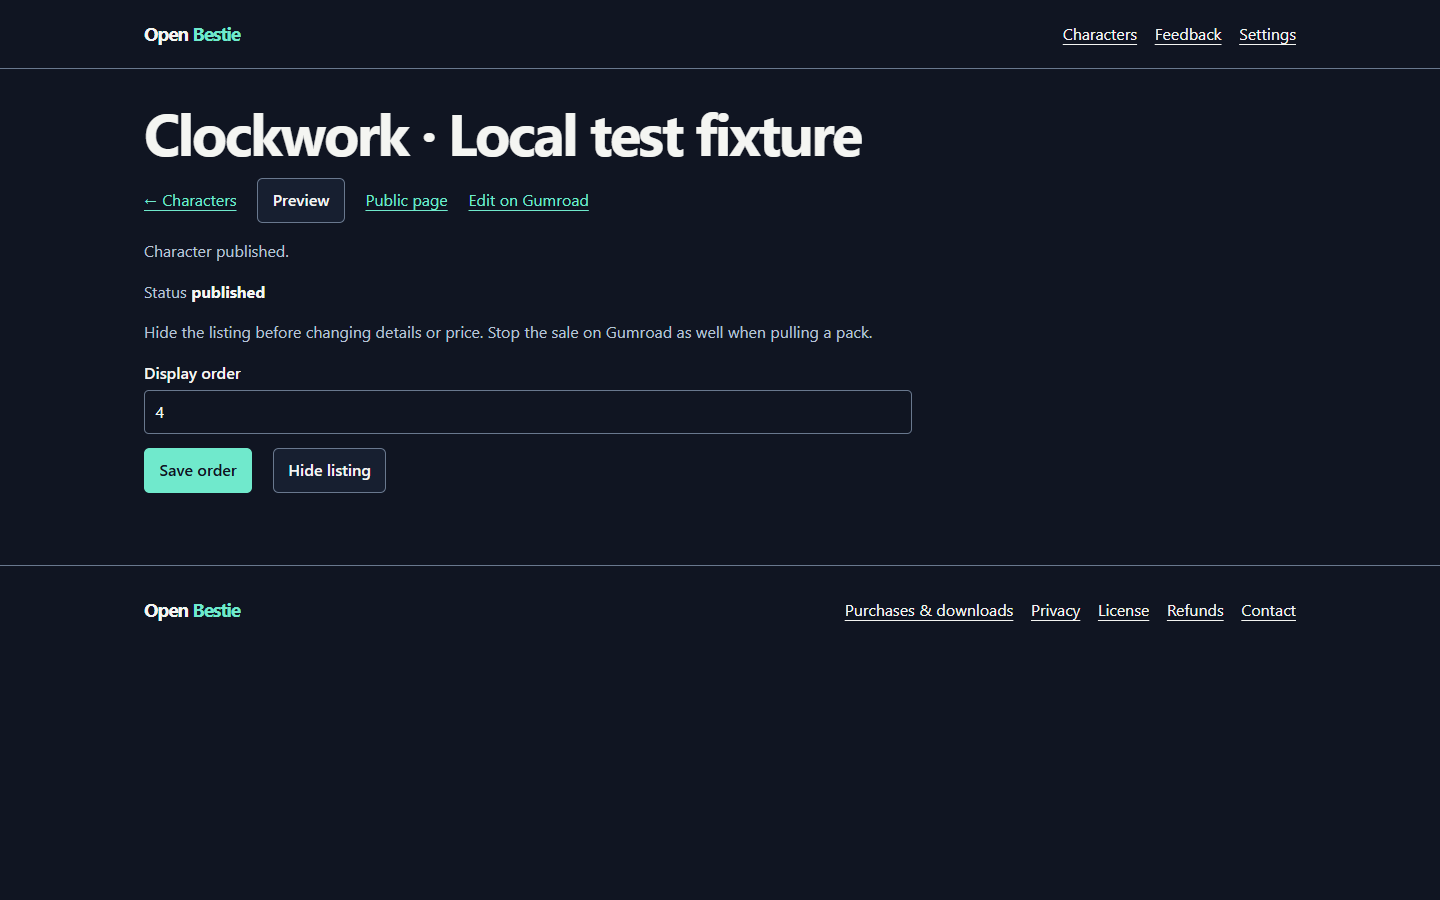 Open Bestie
Characters Feedback Settings
Clockwork · Local test fixture
← Characters Preview Public page Edit on Gumroad
Character published.
Status published
Hide the listing before changing details or price. Stop the sale on Gumroad as well when pulling a pack.
Display order
4
Save order Hide listing
Open Bestie
Purchases & downloads Privacy License Refunds Contact